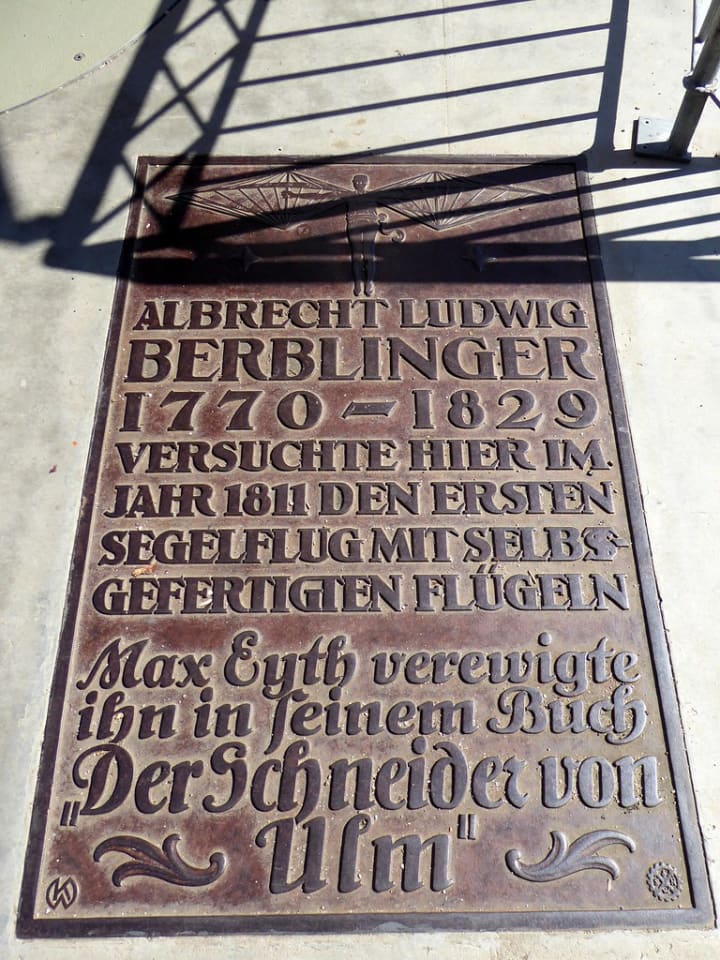 ALBRECHT LUDWIG
BERBLINGER
1770 – 1829
VERSUCHTE HIER IM
JAHR 1811 DEN ERSTEN
SEGELFLUG MIT SELBST-
GEFERTIGTEN FLÜGELN
Max Eyth verewigte
ihn in seinem Buch
„Der Schneider von
Ulm"